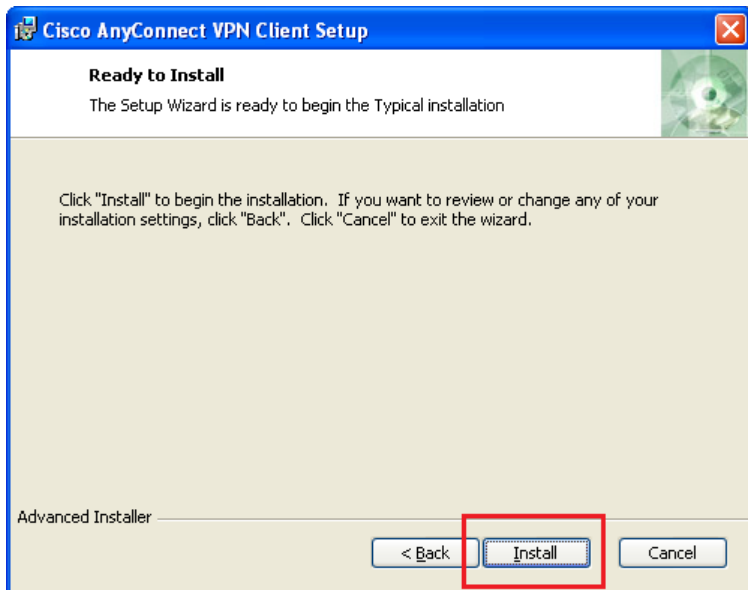 Cisco AnyConnect VPN Client Setup
Ready to Install
The Setup Wizard is ready to begin the Typical installation
Click "Install" to begin the installation.  If you want to review or change any of your
installation settings, click "Back".  Click "Cancel" to exit the wizard.
Advanced Installer
< Back
Install
Cancel